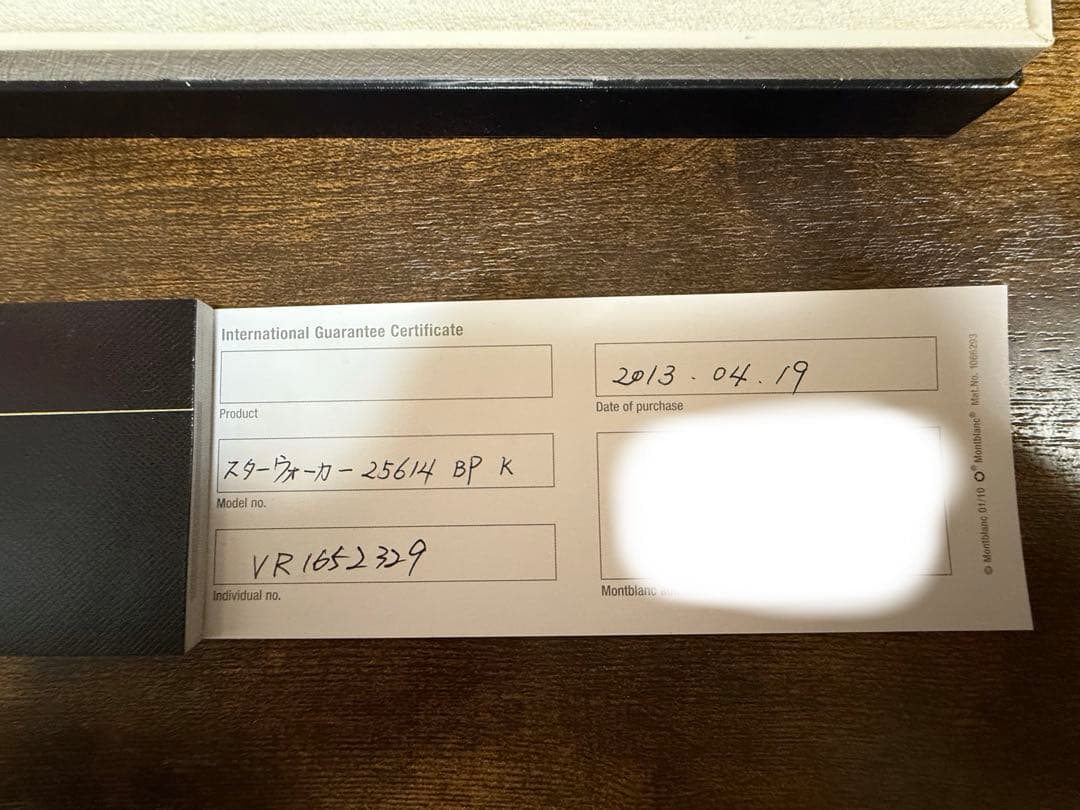 International Guarantee Certificate
Product
スターウォーカー 25614 BP K
Model no.
VR1652329
Individual no.
2013.04.19
Date of purchase
Montblanc
© Montblanc 01/10 ® Montblanc® Mat.No. 1066293